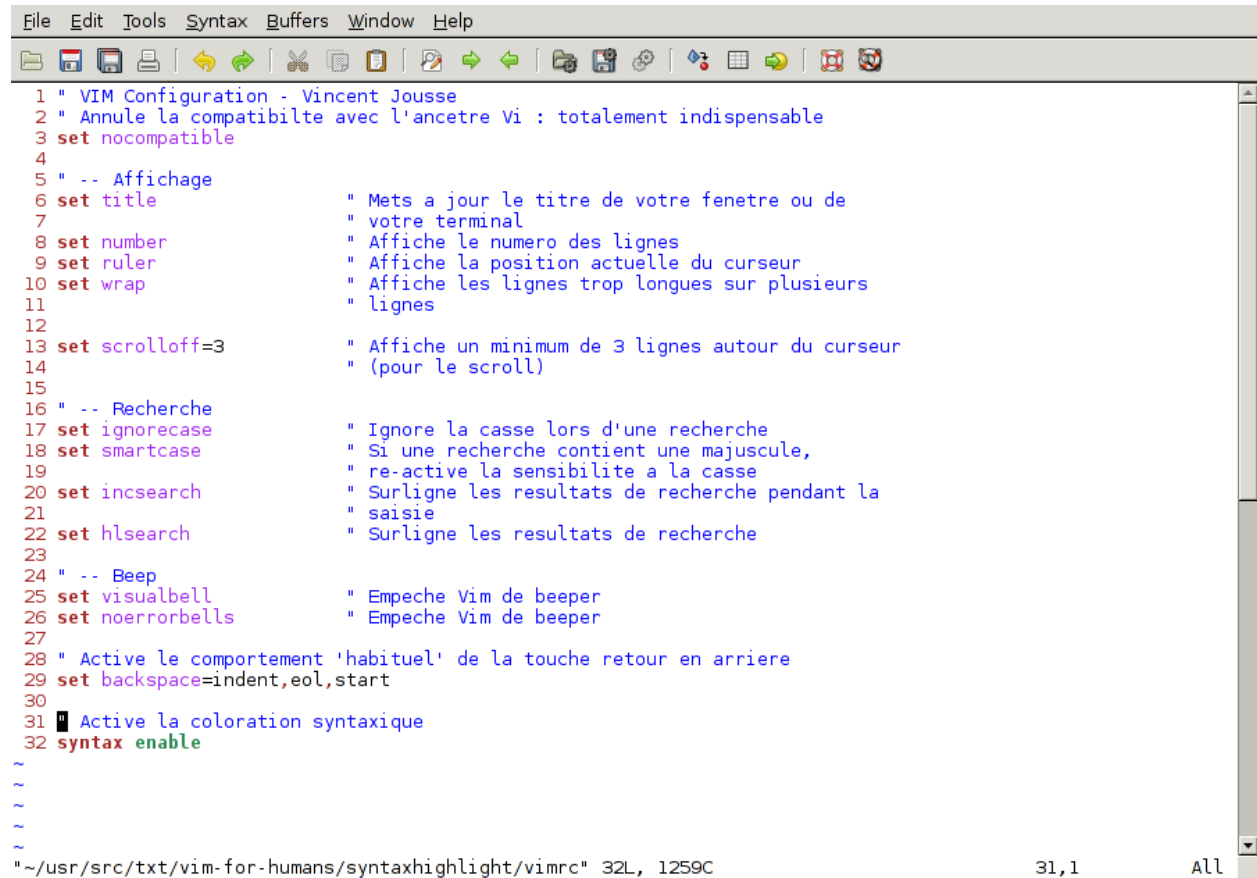 File Edit Tools Syntax Buffers Window Help
1 " VIM Configuration - Vincent Jousse
2 " Annule la compatibilte avec l'ancetre Vi : totalement indispensable
3 set nocompatible
4
5 " -- Affichage
6 set title " Mets a jour le titre de votre fenetre ou de
7 " votre terminal
8 set number " Affiche le numero des lignes
9 set ruler " Affiche la position actuelle du curseur
10 set wrap " Affiche les lignes trop longues sur plusieurs
11 " lignes
12
13 set scrolloff=3 " Affiche un minimum de 3 lignes autour du curseur
14 " (pour le scroll)
15
16 " -- Recherche
17 set ignorecase " Ignore la casse lors d'une recherche
18 set smartcase " Si une recherche contient une majuscule,
19 " re-active la sensibilite a la casse
20 set incsearch " Surligne les resultats de recherche pendant la
21 " saisie
22 set hlsearch " Surligne les resultats de recherche
23
24 " -- Beep
25 set visualbell " Empeche Vim de beeper
26 set noerrorbells " Empeche Vim de beeper
27
28 " Active le comportement 'habituel' de la touche retour en arriere
29 set backspace=indent,eol,start
30
31 " Active la coloration syntaxique
32 syntax enable
~
~
~
~
~
"~/usr/src/txt/vim-for-humans/syntaxhighlight/vimrc" 32L, 1259C 31,1 All